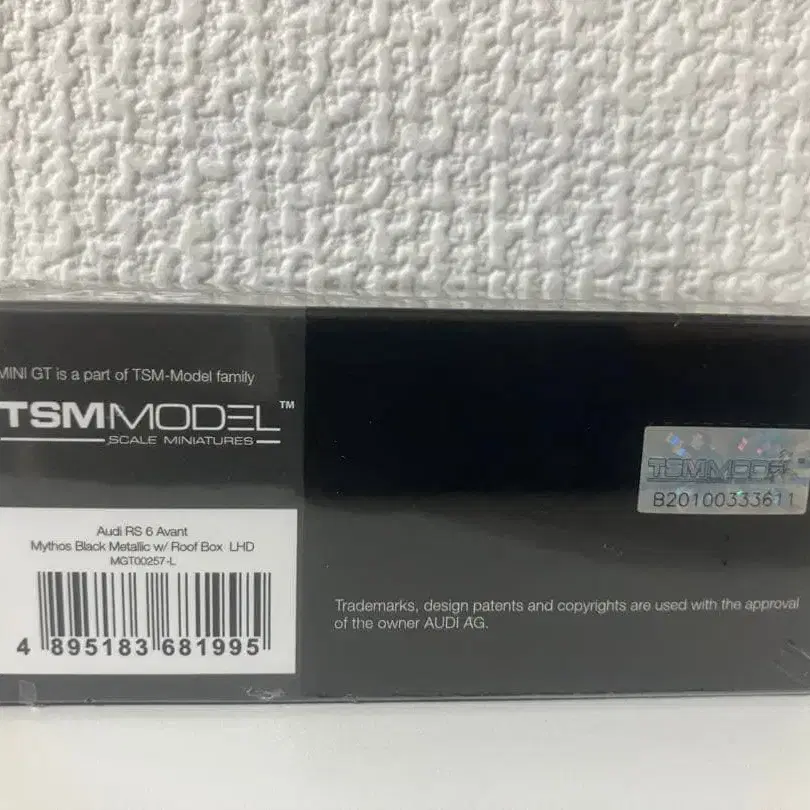 MINI GT is a part of TSM-Model family
TSMMODEL™
SCALE MINIATURES
Audi RS 6 Avant
Mythos Black Metallic w/ Roof Box LHD
MGT00257-L
4 895183 681995
TSMMODEL
B20100333611
Trademarks, design patents and copyrights are used with the approval
of the owner AUDI AG.